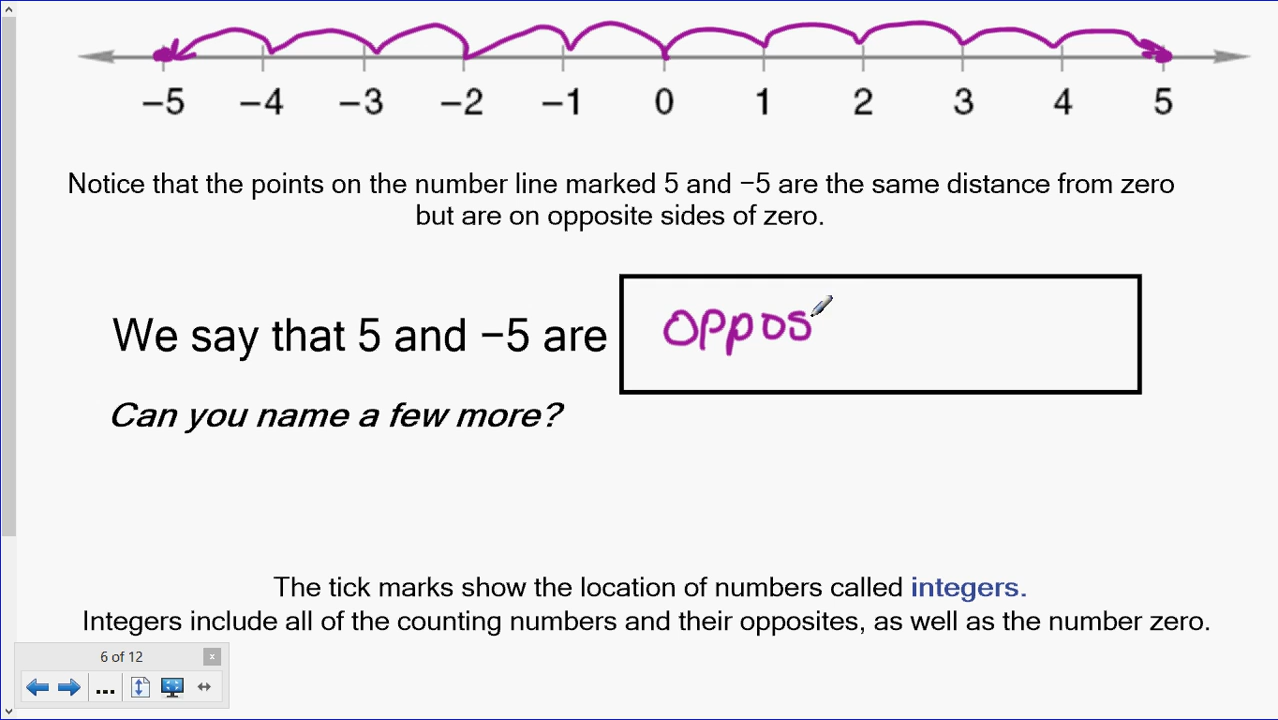 −5 −4 −3 −2 −1 0 1 2 3 4 5
Notice that the points on the number line marked 5 and −5 are the same distance from zero
but are on opposite sides of zero.
We say that 5 and −5 are oppos
Can you name a few more?
The tick marks show the location of numbers called integers.
Integers include all of the counting numbers and their opposites, as well as the number zero.
6 of 12